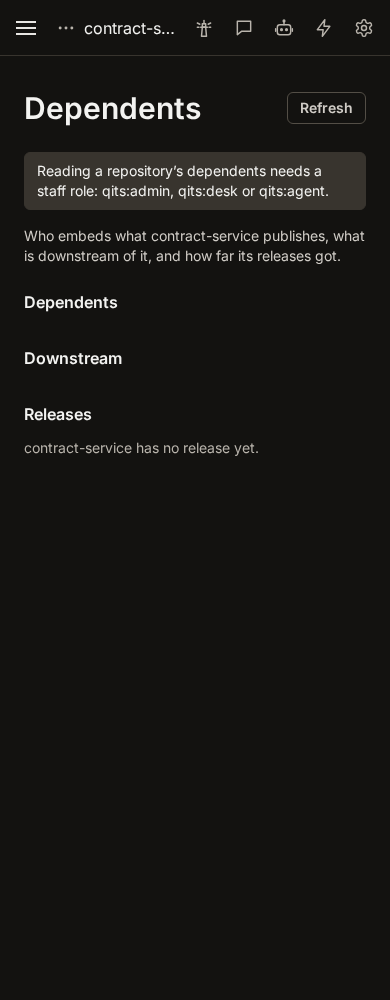 contract-s...
Dependents
Refresh
Reading a repository’s dependents needs a
staff role: qits:admin, qits:desk or qits:agent.
Who embeds what contract-service publishes, what
is downstream of it, and how far its releases got.
Dependents
Downstream
Releases
contract-service has no release yet.